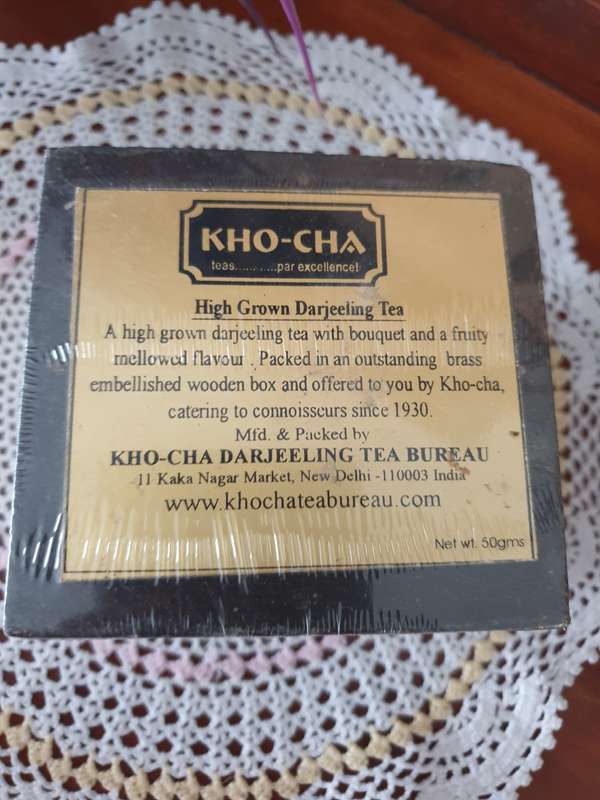 KHO-CHA
teas...........par excellence!
High Grown Darjeeling Tea
A high grown darjeeling tea with bouquet and a fruity
mellowed flavour . Packed in an outstanding brass
embellished wooden box and offered to you by Kho-cha,
catering to connoisseurs since 1930.
Mfd. & Packed by
KHO-CHA DARJEELING TEA BUREAU
11 Kaka Nagar Market, New Delhi -110003 India
www.khochateabureau.com
Net wt. 50gms